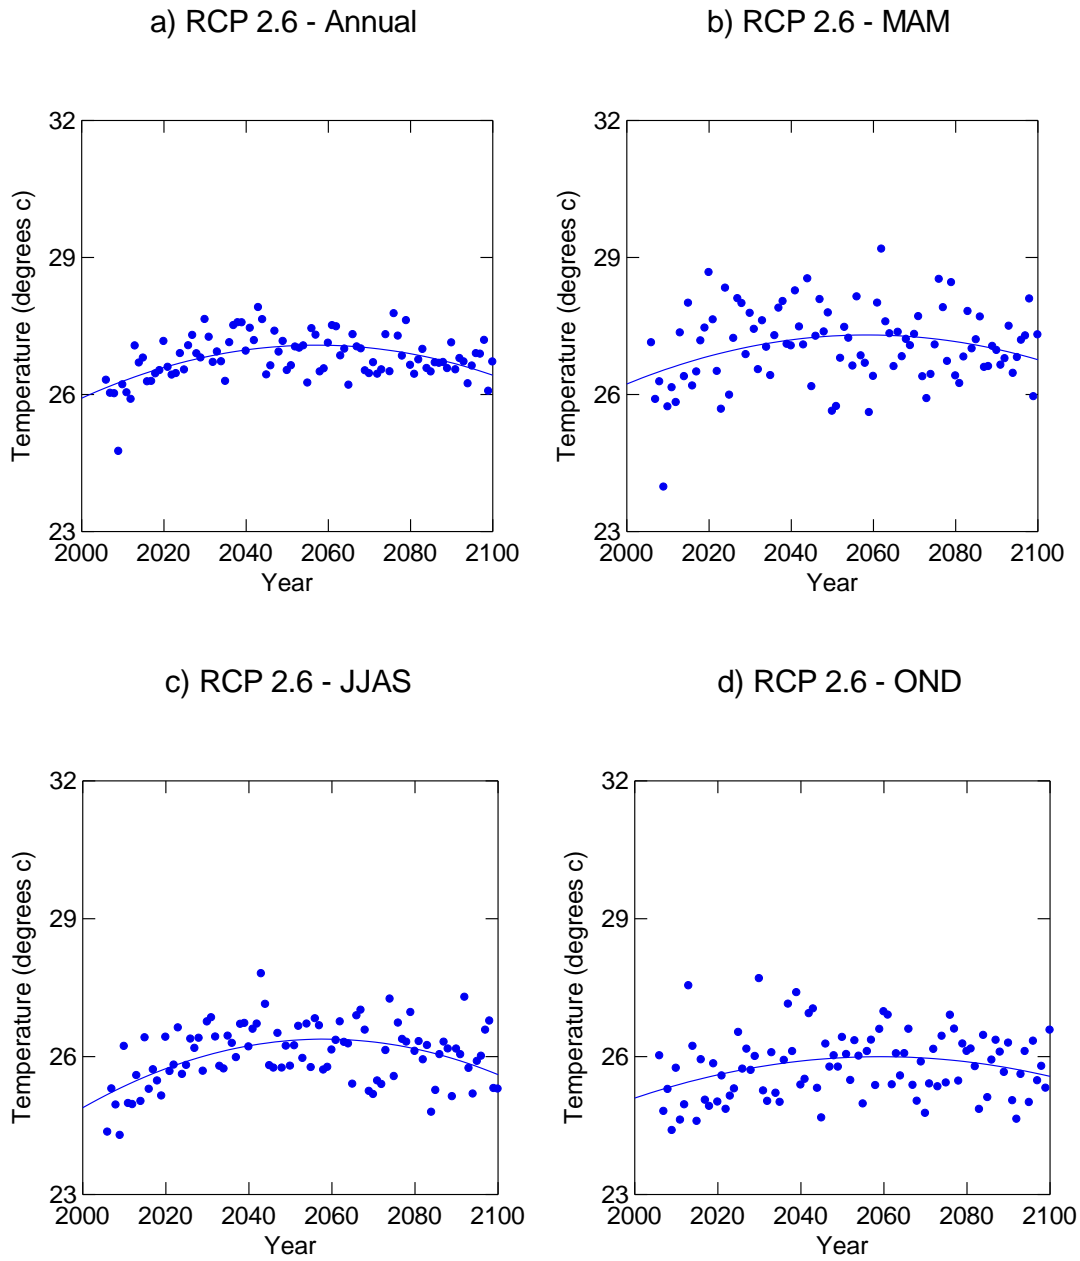 a) RCP 2.6 - Annual
b) RCP 2.6 - MAM
32
29
26
23
2000 2020 2040 2060 2080 2100
Temperature (degrees c)
Year
32
29
26
23
2000 2020 2040 2060 2080 2100
Temperature (degrees c)
Year
c) RCP 2.6 - JJAS
d) RCP 2.6 - OND
32
29
26
23
2000 2020 2040 2060 2080 2100
Temperature (degrees c)
Year
32
29
26
23
2000 2020 2040 2060 2080 2100
Temperature (degrees c)
Year